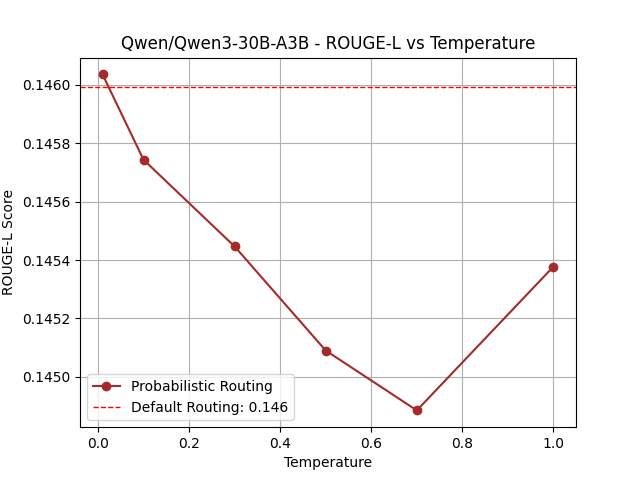 Qwen/Qwen3-30B-A3B - ROUGE-L vs Temperature
ROUGE-L Score
0.1460
0.1458
0.1456
0.1454
0.1452
0.1450
Probabilistic Routing
Default Routing: 0.146
0.0 0.2 0.4 0.6 0.8 1.0
Temperature